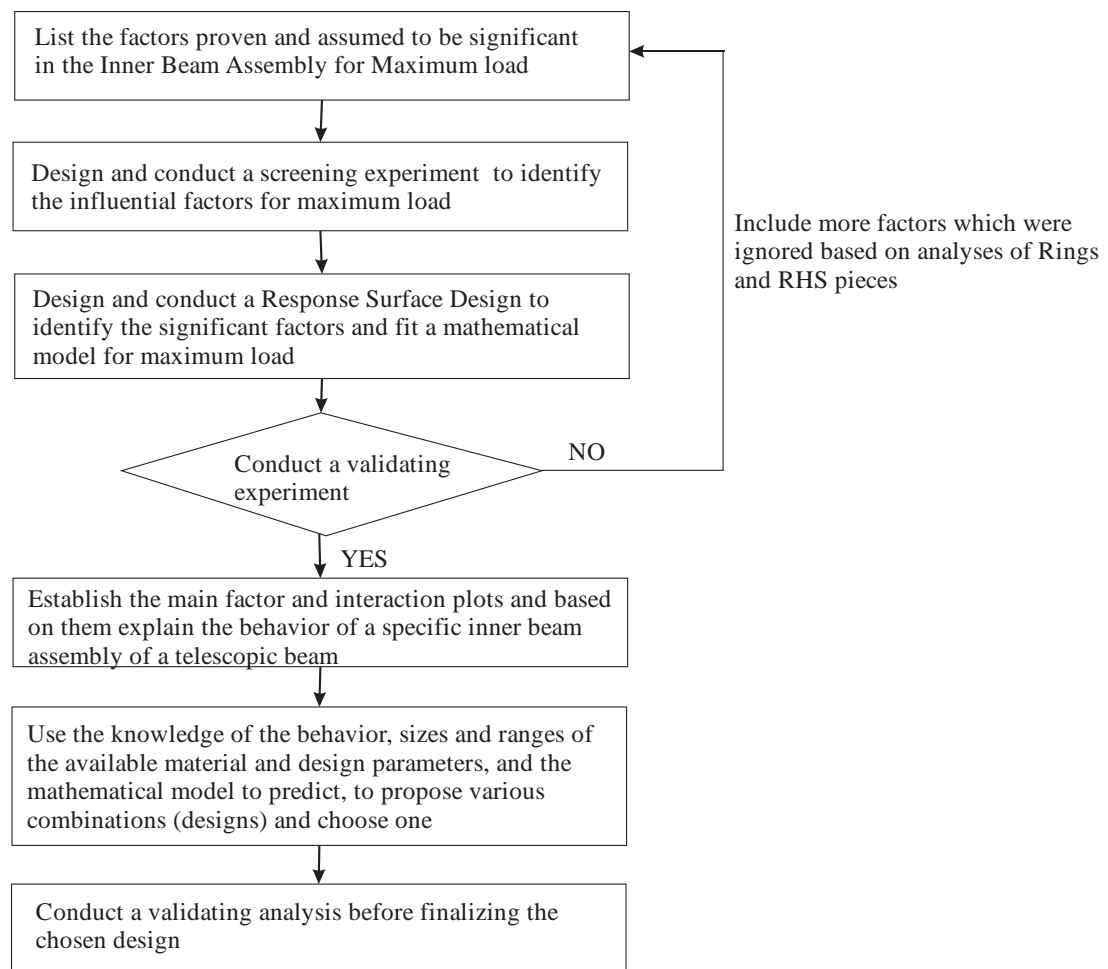 List the factors proven and assumed to be significant
in the Inner Beam Assembly for Maximum load
Design and conduct a screening experiment to identify
the influential factors for maximum load
Include more factors which were
ignored based on analyses of Rings
and RHS pieces
Design and conduct a Response Surface Design to
identify the significant factors and fit a mathematical
model for maximum load
Conduct a validating
experiment
NO
YES
Establish the main factor and interaction plots and based
on them explain the behavior of a specific inner beam
assembly of a telescopic beam
Use the knowledge of the behavior, sizes and ranges of
the available material and design parameters, and the
mathematical model to predict, to propose various
combinations (designs) and choose one
Conduct a validating analysis before finalizing the
chosen design